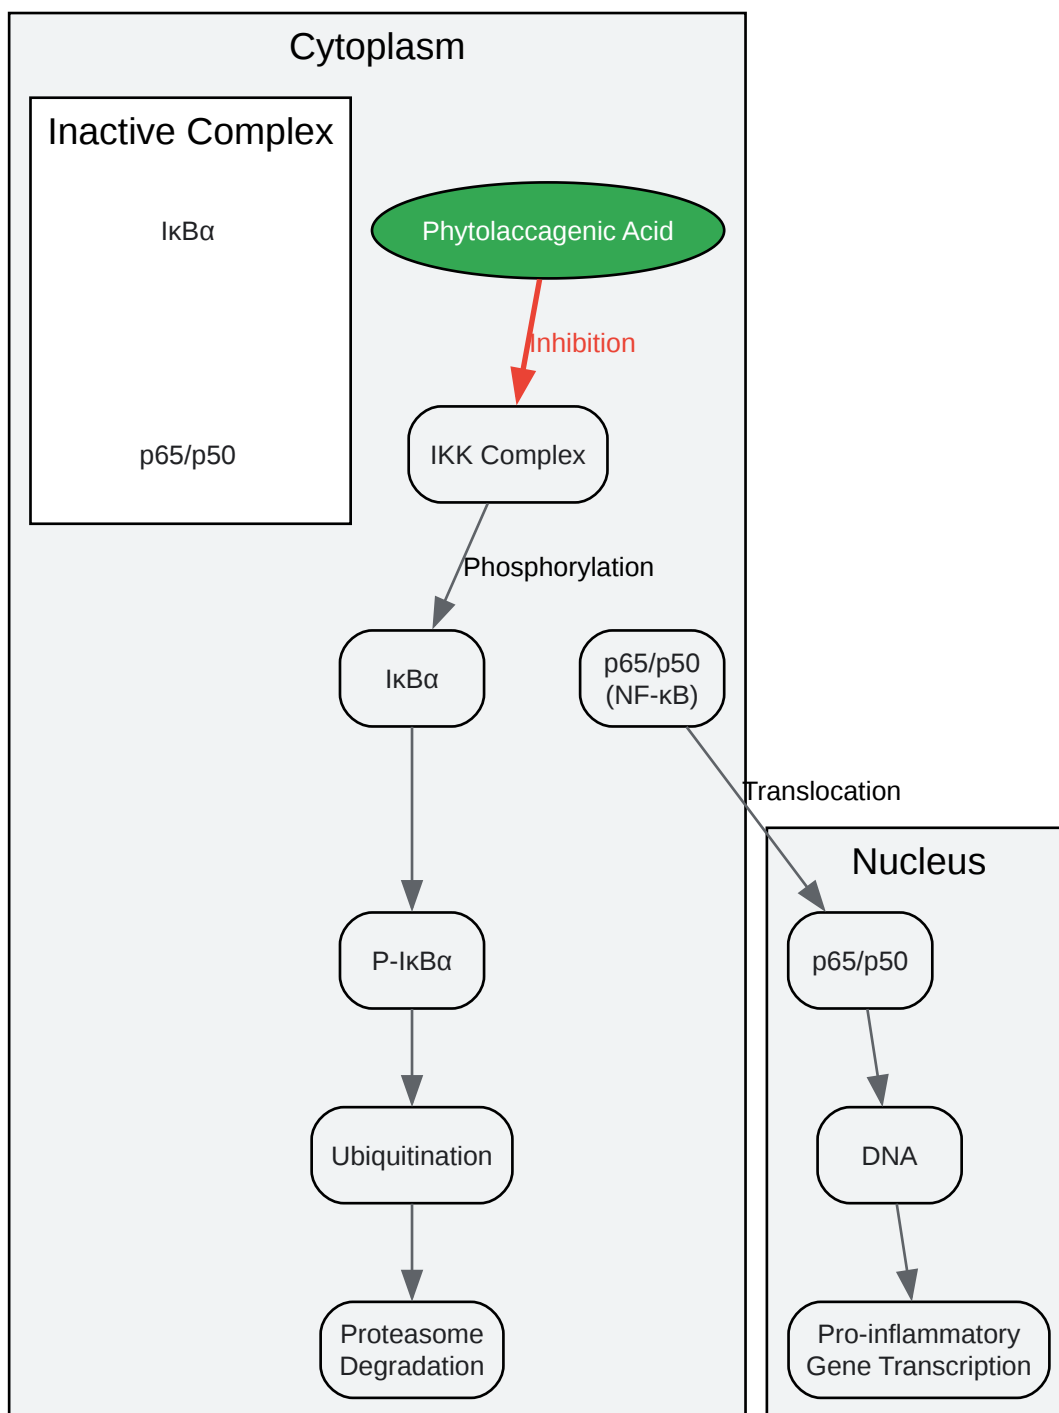 Cytoplasm
Inactive Complex
IκBα
Phytolaccagenic Acid
Inhibition
p65/p50
IKK Complex
Phosphorylation
IκBα
p65/p50
(NF-κB)
Translocation
Nucleus
P-IκBα
p65/p50
Ubiquitination
DNA
Proteasome
Degradation
Pro-inflammatory
Gene Transcription